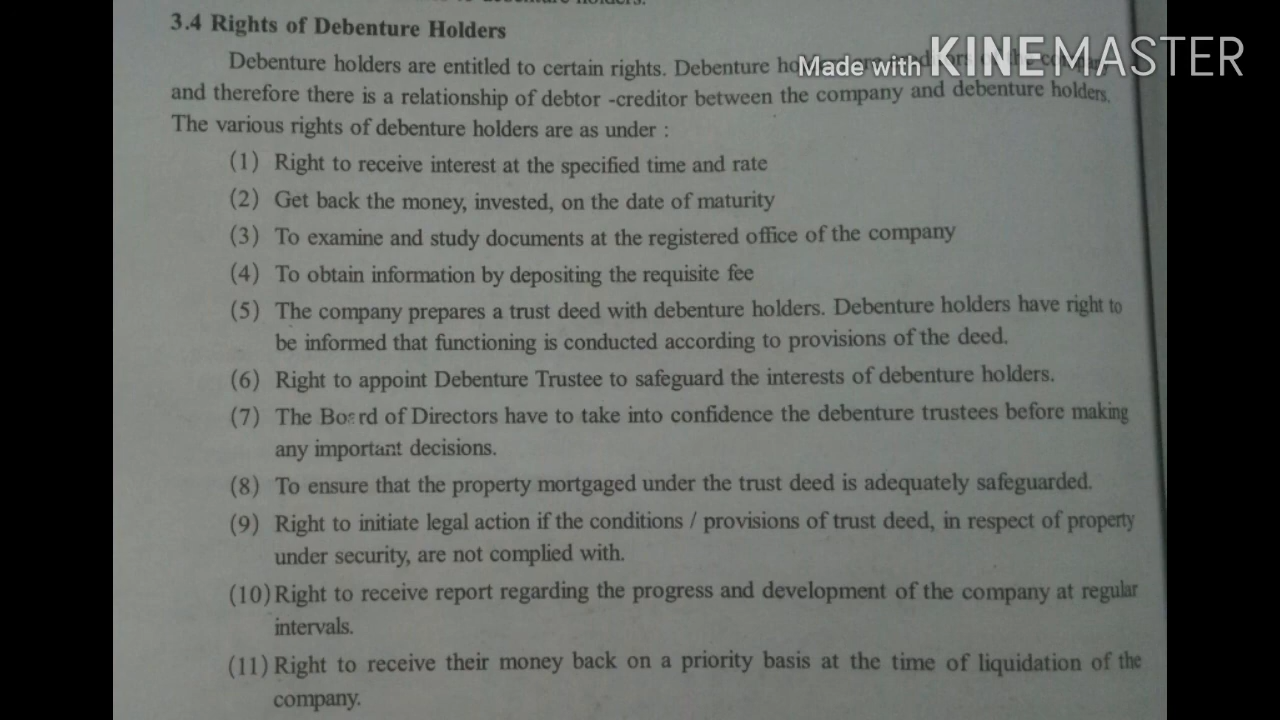 3.4 Rights of Debenture Holders
Debenture holders are entitled to certain rights. Debenture
Made with KINEMASTER
and therefore there is a relationship of debtor -creditor between the company and debenture holders.
The various rights of debenture holders are as under :
(1) Right to receive interest at the specified time and rate
(2) Get back the money, invested, on the date of maturity
(3) To examine and study documents at the registered office of the company
(4) To obtain information by depositing the requisite fee
(5) The company prepares a trust deed with debenture holders. Debenture holders have right to
be informed that functioning is conducted according to provisions of the deed.
(6) Right to appoint Debenture Trustee to safeguard the interests of debenture holders.
(7) The Board of Directors have to take into confidence the debenture trustees before making
any important decisions.
(8) To ensure that the property mortgaged under the trust deed is adequately safeguarded.
(9) Right to initiate legal action if the conditions / provisions of trust deed, in respect of property
under security, are not complied with.
(10) Right to receive report regarding the progress and development of the company at regular
intervals.
(11) Right to receive their money back on a priority basis at the time of liquidation of the
company.